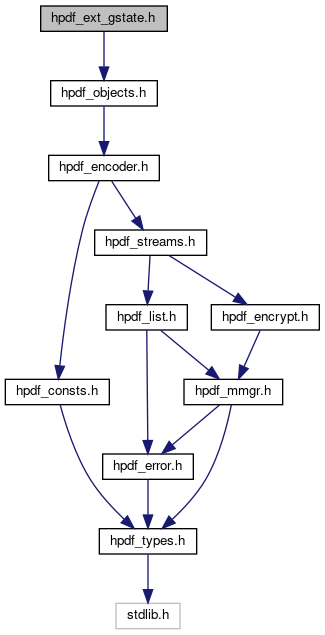 hpdf_ext_gstate.h
hpdf_objects.h
hpdf_encoder.h
hpdf_streams.h
hpdf_list.h
hpdf_encrypt.h
hpdf_consts.h
hpdf_mmgr.h
hpdf_error.h
hpdf_types.h
stdlib.h